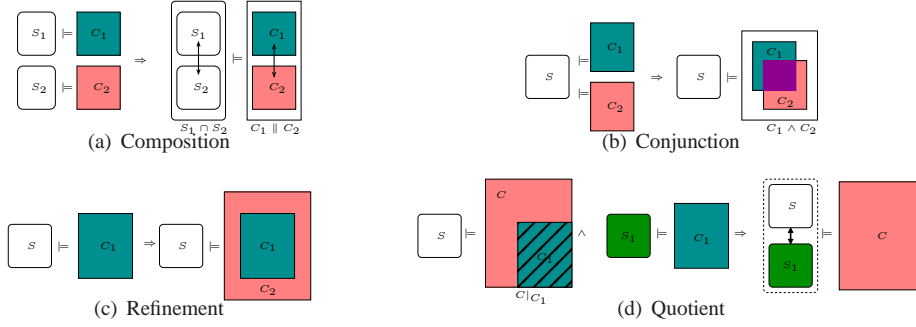 S₁ ⊨ C₁
S₂ ⊨ C₂
⇒
S₁
S₂
S₁ ∩ S₂
⊨
C₁
C₂
C₁ ∥ C₂
(a) Composition
S ⊨ C₁
⊨ C₂
⇒
S ⊨
C₁
C₂
C₁ ∧ C₂
(b) Conjunction
S ⊨ C₁ ⇒ S ⊨ C₁
C₂
(c) Refinement
S ⊨ C
C₁
C|C₁
∧ S₁ ⊨ C₁ ⇒
S
S₁
⊨ C
(d) Quotient